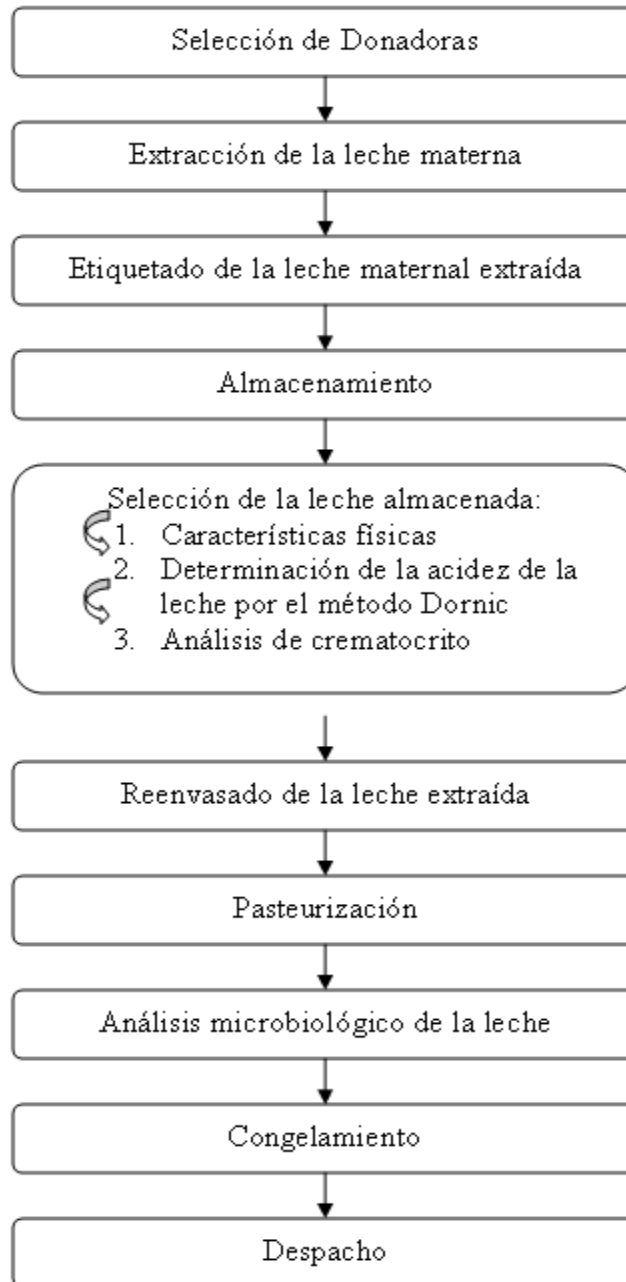 Selección de Donadoras
Extracción de la leche materna
Etiquetado de la leche maternal extraída
Almacenamiento
Selección de la leche almacenada:
1. Características físicas
2. Determinación de la acidez de la
leche por el método Dornic
3. Análisis de crematocrito
Reenvasado de la leche extraída
Pasteurización
Análisis microbiológico de la leche
Congelamiento
Despacho